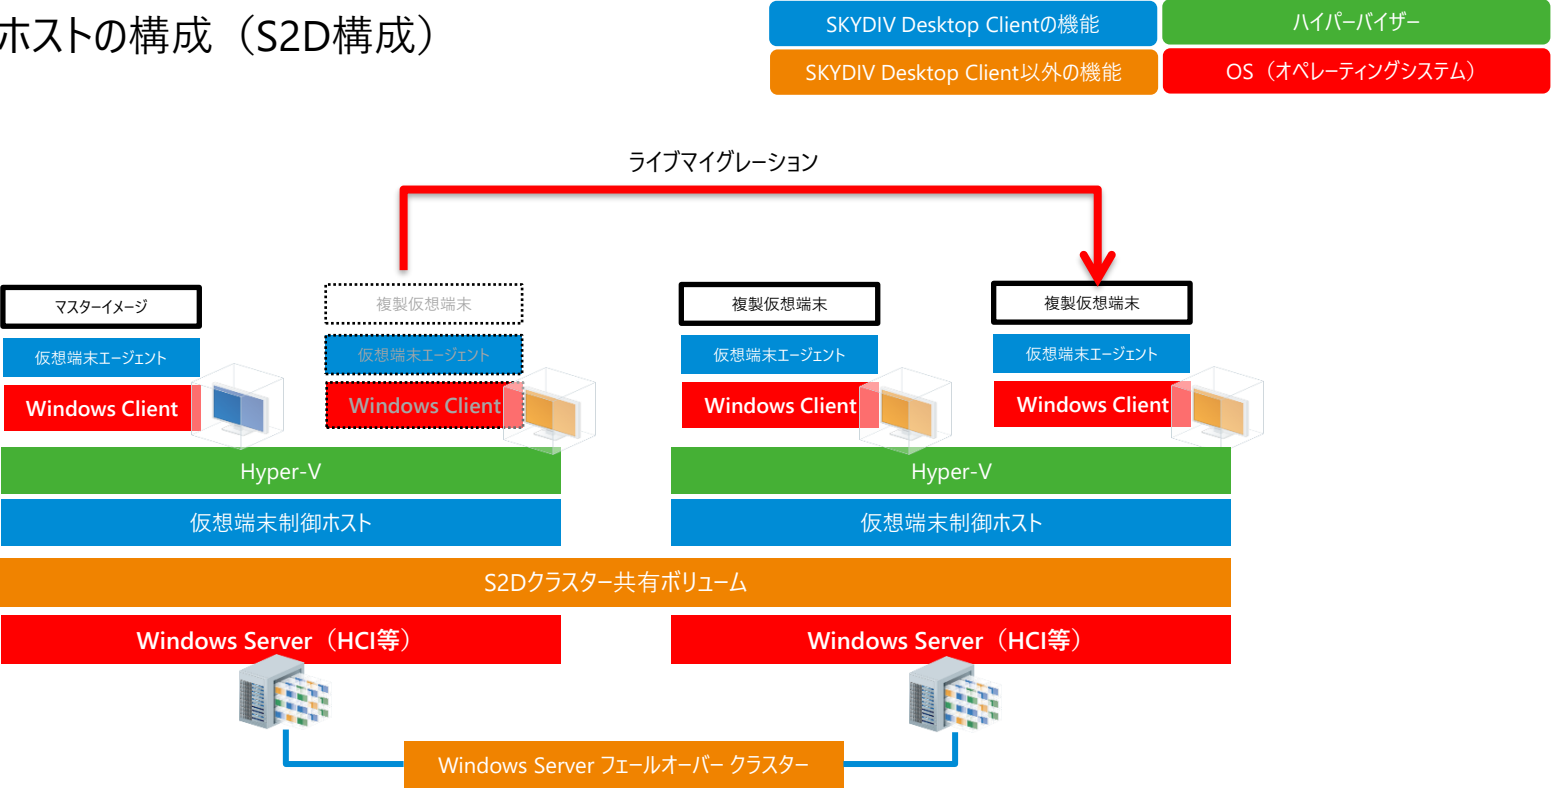 ホストの構成（S2D構成）
SKYDIV Desktop Clientの機能
ハイパーバイザー
SKYDIV Desktop Client以外の機能
OS（オペレーティングシステム）
ライブマイグレーション
マスターイメージ
複製仮想端末
複製仮想端末
複製仮想端末
仮想端末エージェント
仮想端末エージェント
仮想端末エージェント
仮想端末エージェント
Windows Client
Windows Client
Windows Client
Windows Client
Hyper-V
Hyper-V
仮想端末制御ホスト
仮想端末制御ホスト
S2Dクラスター共有ボリューム
Windows Server（HCI等）
Windows Server（HCI等）
Windows Server フェールオーバー クラスター